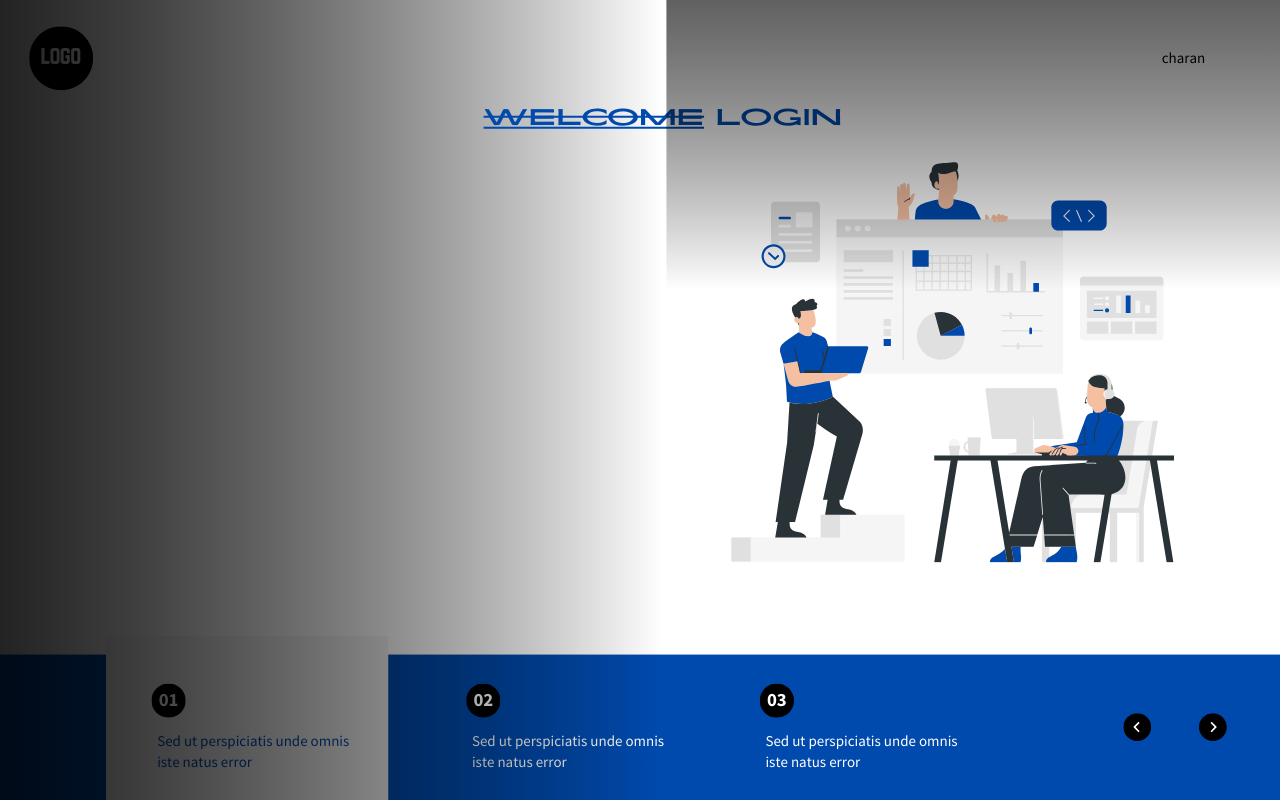 LOGO
charan
WELCOME LOGIN
< \ >
01
Sed ut perspiciatis unde omnis
iste natus error
02
Sed ut perspiciatis unde omnis
iste natus error
03
Sed ut perspiciatis unde omnis
iste natus error